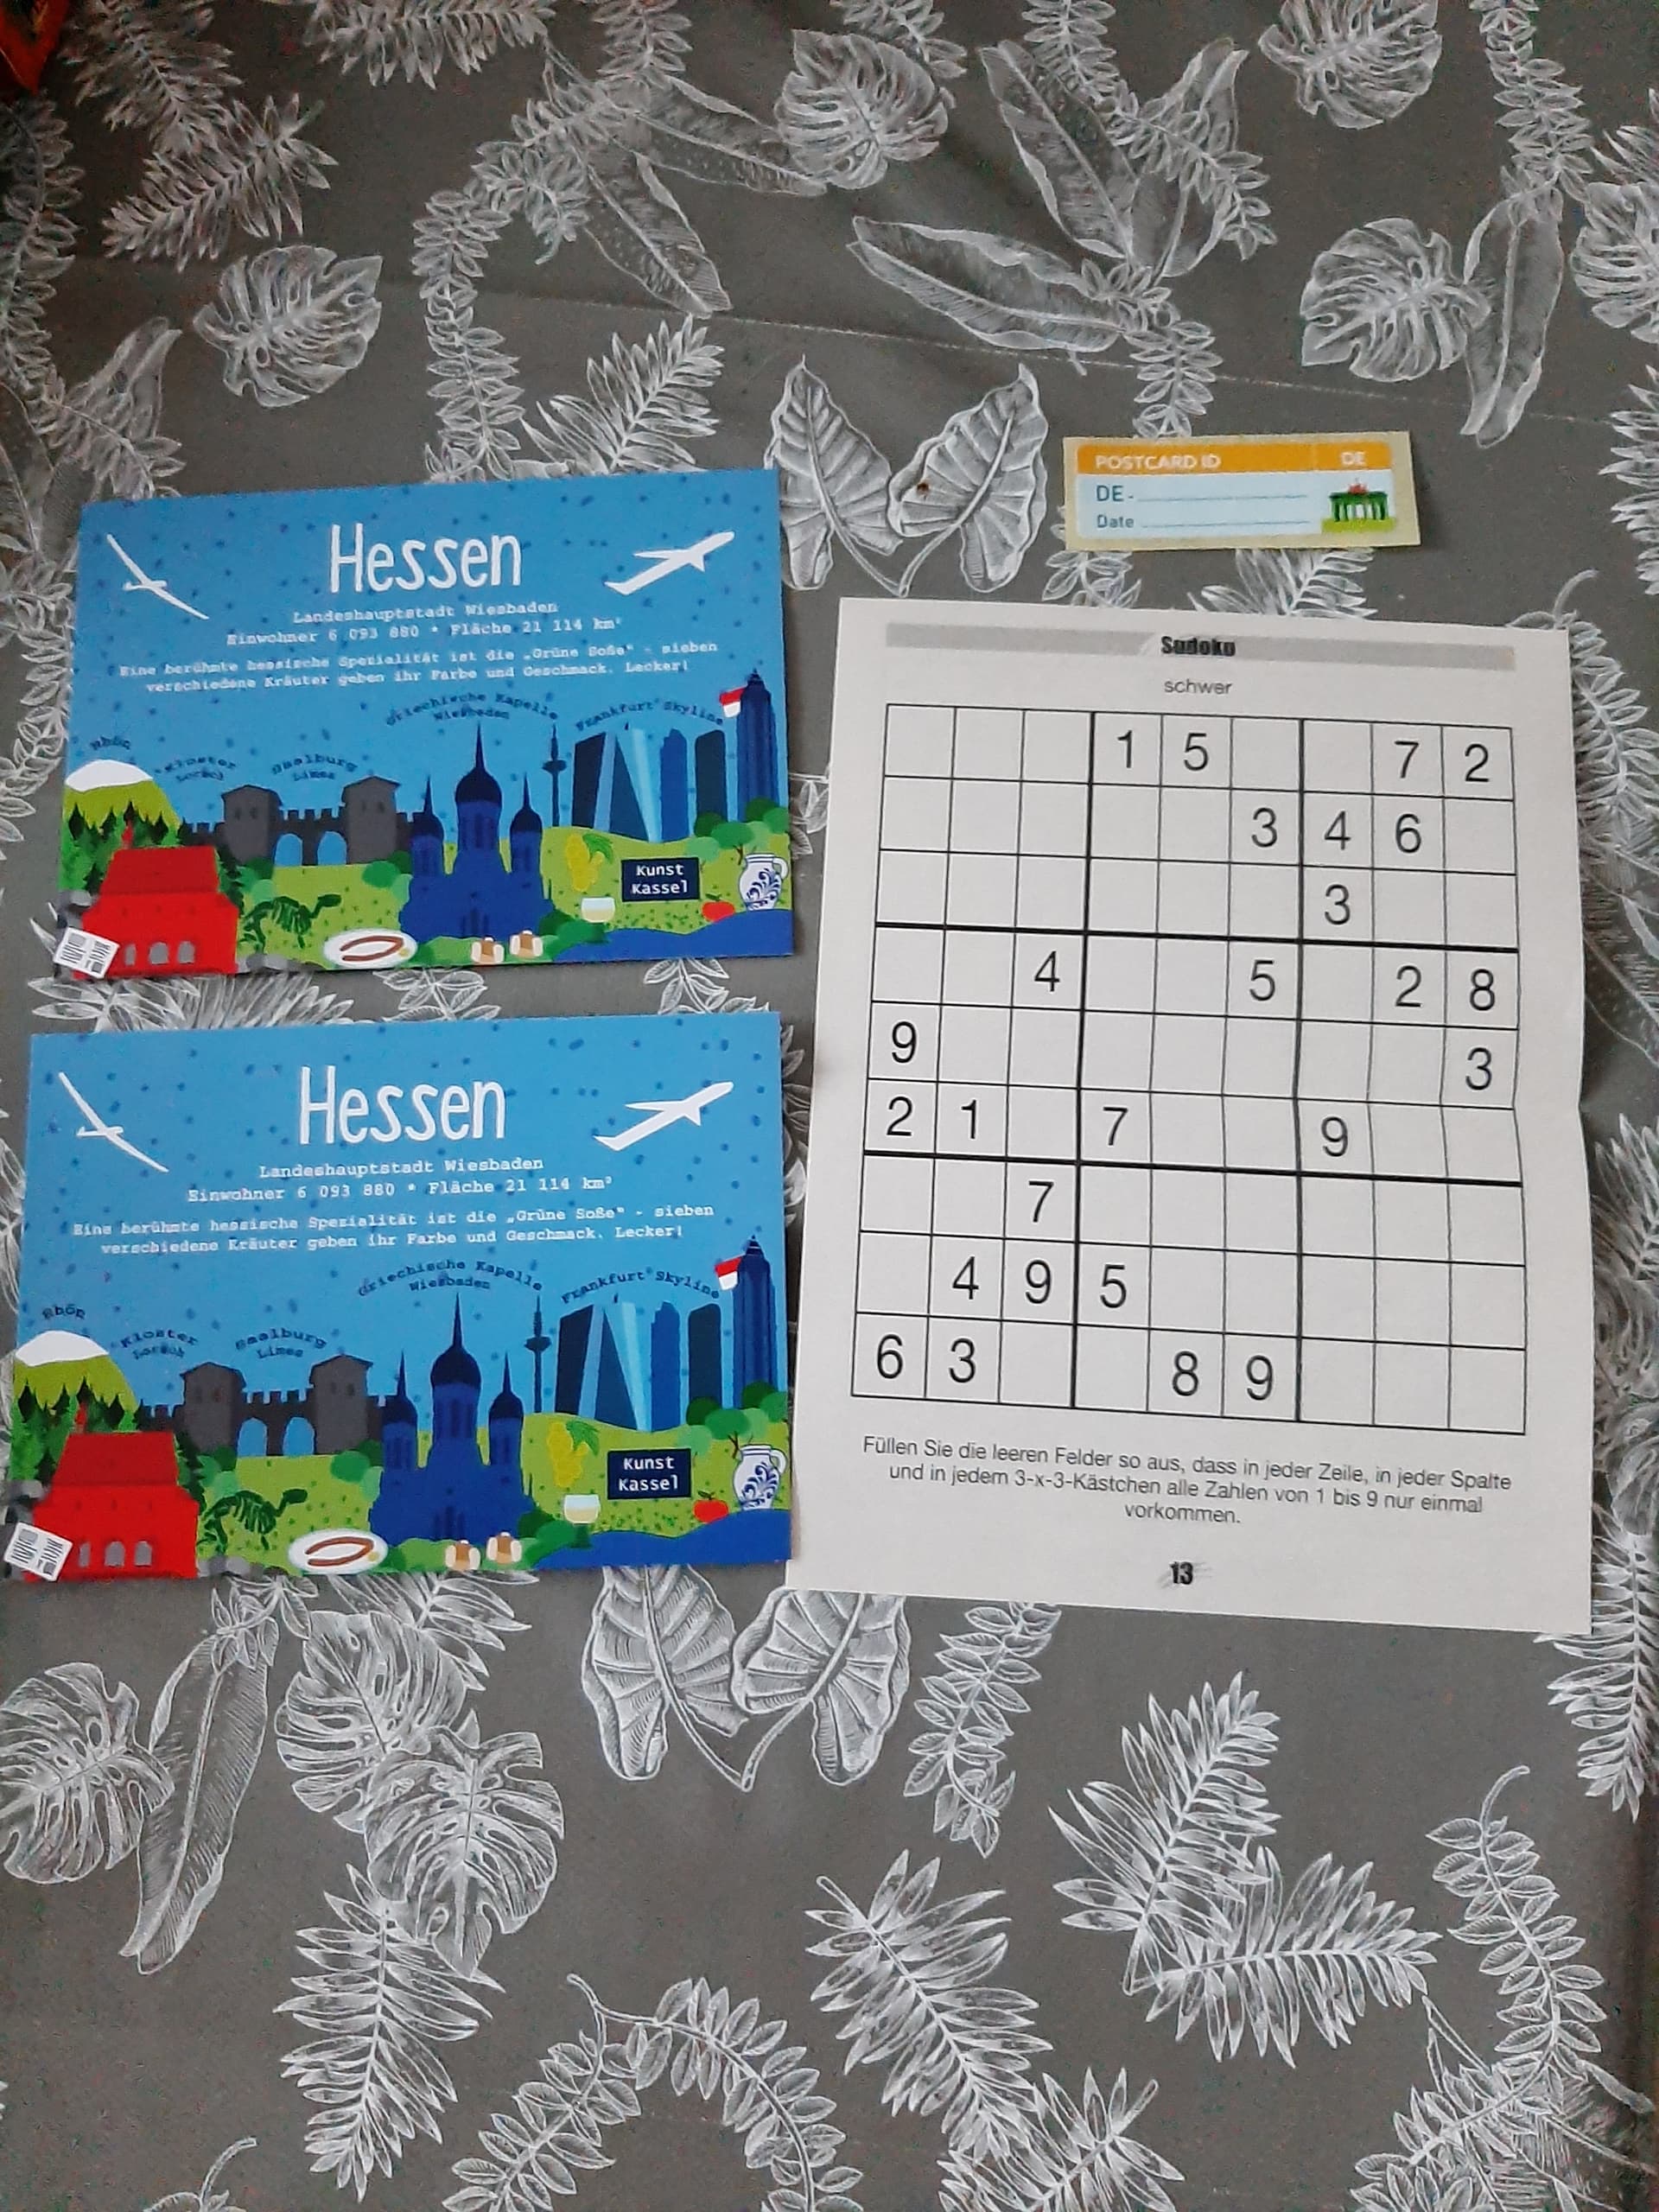 Hessen
Landeshauptstadt Wiesbaden
Einwohner 6 093 880 * Fläche 21 114 km²
Eine berühmte hessische Spezialität ist die „Grüne Soße" - sieben
verschiedene Kräuter geben ihr Farbe und Geschmack. Lecker!
Griechische Kapelle
Wiesbaden
Frankfurt Skyline
Rhön
Kloster
Lorsch
Saalburg
Limes
Kunst
Kassel
Hessen
Landeshauptstadt Wiesbaden
Einwohner 6 093 880 * Fläche 21 114 km²
Eine berühmte hessische Spezialität ist die „Grüne Soße" - sieben
verschiedene Kräuter geben ihr Farbe und Geschmack. Lecker!
Griechische Kapelle
Wiesbaden
Frankfurt Skyline
Rhön
Kloster
Lorsch
Saalburg
Limes
Kunst
Kassel
POSTCARD ID DE
DE-
Date
Sudoku
schwer
1 5 7 2
3 4 6
3
4 5 2 8
9 3
2 1 7 9
7
4 9 5
6 3 8 9
Füllen Sie die leeren Felder so aus, dass in jeder Zeile, in jeder Spalte
und in jedem 3-x-3-Kästchen alle Zahlen von 1 bis 9 nur einmal
vorkommen.
13